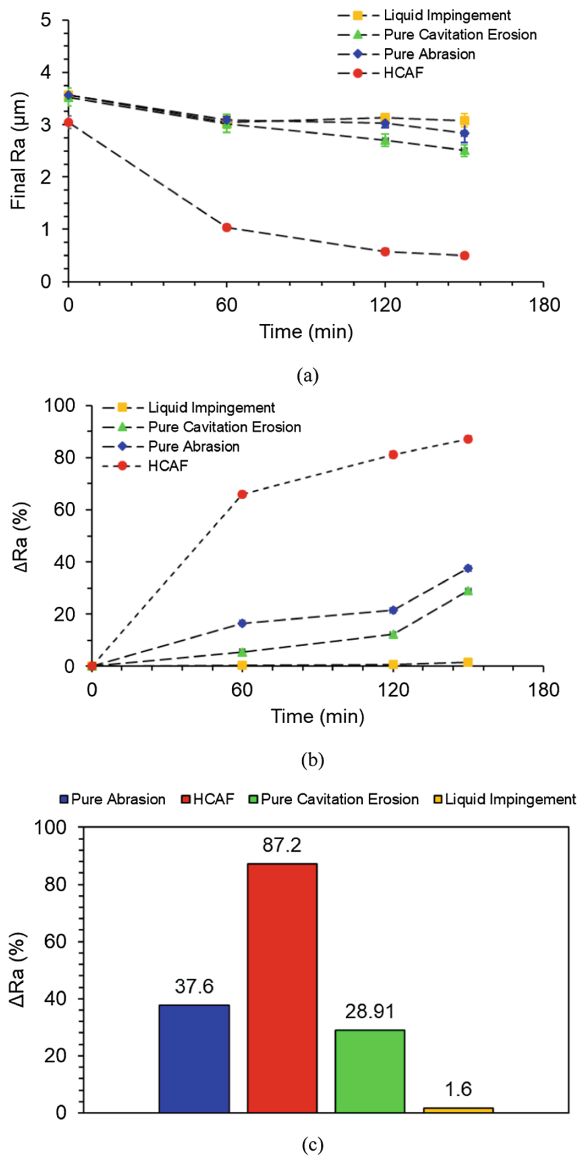 Liquid Impingement
Pure Cavitation Erosion
Pure Abrasion
HCAF
5
4
3
2
1
0
Final Ra (µm)
0 60 120 180
Time (min)
(a)
Liquid Impingement
Pure Cavitation Erosion
Pure Abrasion
HCAF
100
80
60
40
20
0
ΔRa (%)
0 60 120 180
Time (min)
(b)
Pure Abrasion HCAF Pure Cavitation Erosion Liquid Impingement
100
80
60
40
20
0
ΔRa (%)
87.2
37.6
28.91
1.6
(c)